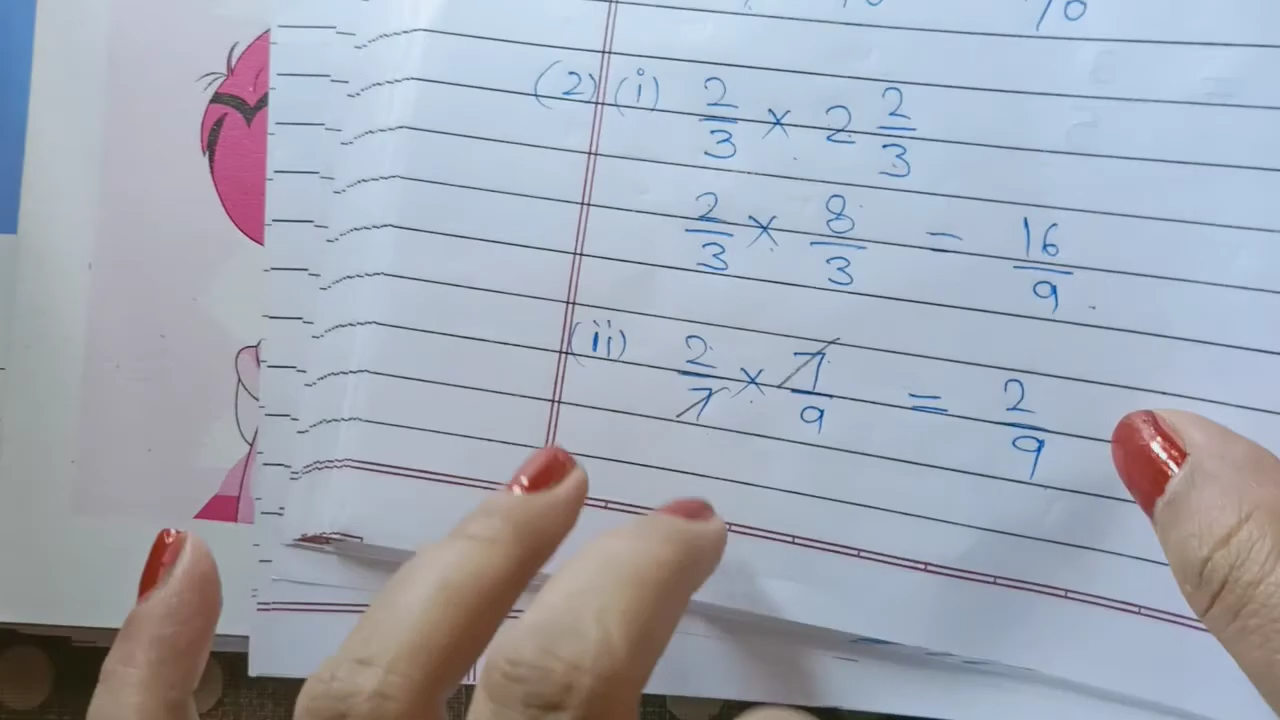 (2) (i) 2/3 × 2 2/3
2/3 × 8/3 = 16/9
(ii) 2/7 × 7/9 = 2/9